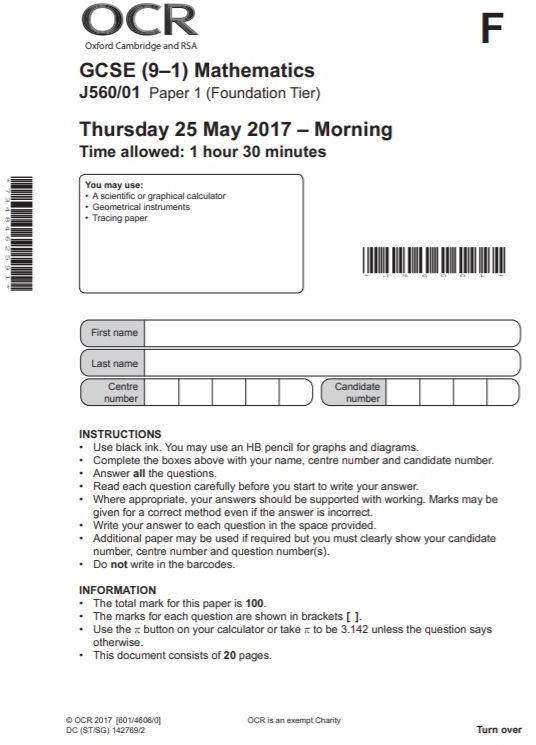 OCR
Oxford Cambridge and RSA
F
GCSE (9–1) Mathematics
J560/01 Paper 1 (Foundation Tier)
Thursday 25 May 2017 – Morning
Time allowed: 1 hour 30 minutes
You may use:
• A scientific or graphical calculator
• Geometrical instruments
• Tracing paper
First name
Last name
Centre
number
Candidate
number
INSTRUCTIONS
• Use black ink. You may use an HB pencil for graphs and diagrams.
• Complete the boxes above with your name, centre number and candidate number.
• Answer all the questions.
• Read each question carefully before you start to write your answer.
• Where appropriate, your answers should be supported with working. Marks may be
given for a correct method even if the answer is incorrect.
• Write your answer to each question in the space provided.
• Additional paper may be used if required but you must clearly show your candidate
number, centre number and question number(s).
• Do not write in the barcodes.
INFORMATION
• The total mark for this paper is 100.
• The marks for each question are shown in brackets [ ].
• Use the π button on your calculator or take π to be 3.142 unless the question says
otherwise.
• This document consists of 20 pages.
© OCR 2017 [601/4606/0]
DC (ST/SG) 142769/2
OCR is an exempt Charity
Turn over